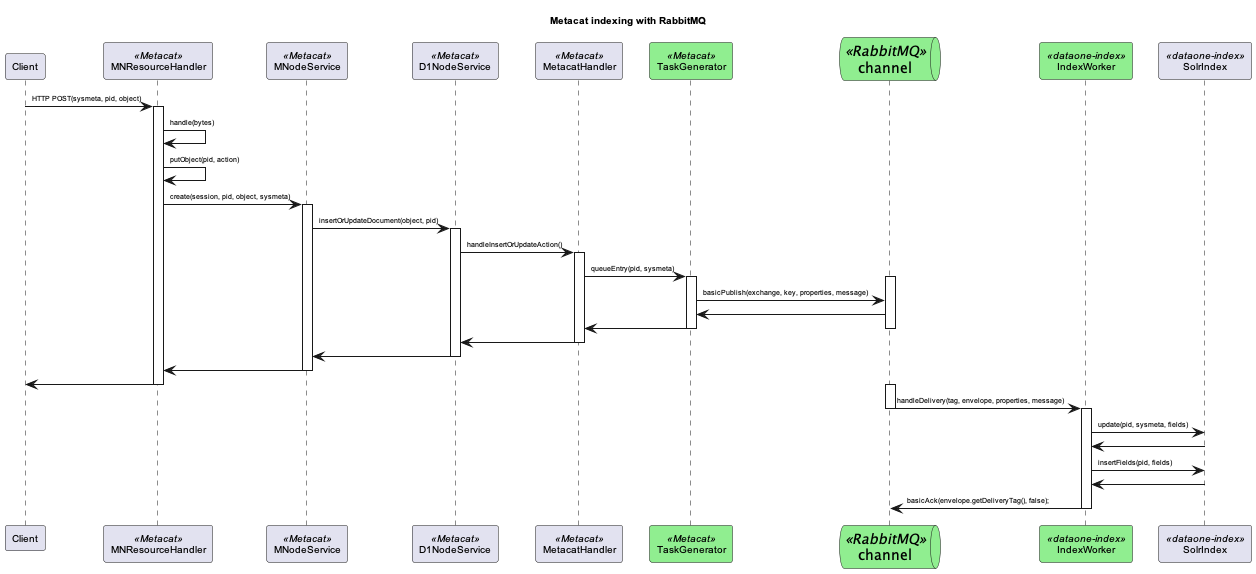 Metacat indexing with RabbitMQ
Client
«Metacat»
MNResourceHandler
«Metacat»
MNodeService
«Metacat»
D1NodeService
«Metacat»
MetacatHandler
«Metacat»
TaskGenerator
«RabbitMQ»
channel
«dataone-index»
IndexWorker
«dataone-index»
SolrIndex
HTTP POST(sysmeta, pid, object)
handle(bytes)
putObject(pid, action)
create(session, pid, object, sysmeta)
insertOrUpdateDocument(object, pid)
handleInsertOrUpdateAction()
queueEntry(pid, sysmeta)
basicPublish(exchange, key, properties, message)
handleDelivery(tag, envelope, properties, message)
update(pid, sysmeta, fields)
insertFields(pid, fields)
basicAck(envelope.getDeliveryTag(), false);
Client
«Metacat»
MNResourceHandler
«Metacat»
MNodeService
«Metacat»
D1NodeService
«Metacat»
MetacatHandler
«Metacat»
TaskGenerator
«RabbitMQ»
channel
«dataone-index»
IndexWorker
«dataone-index»
SolrIndex